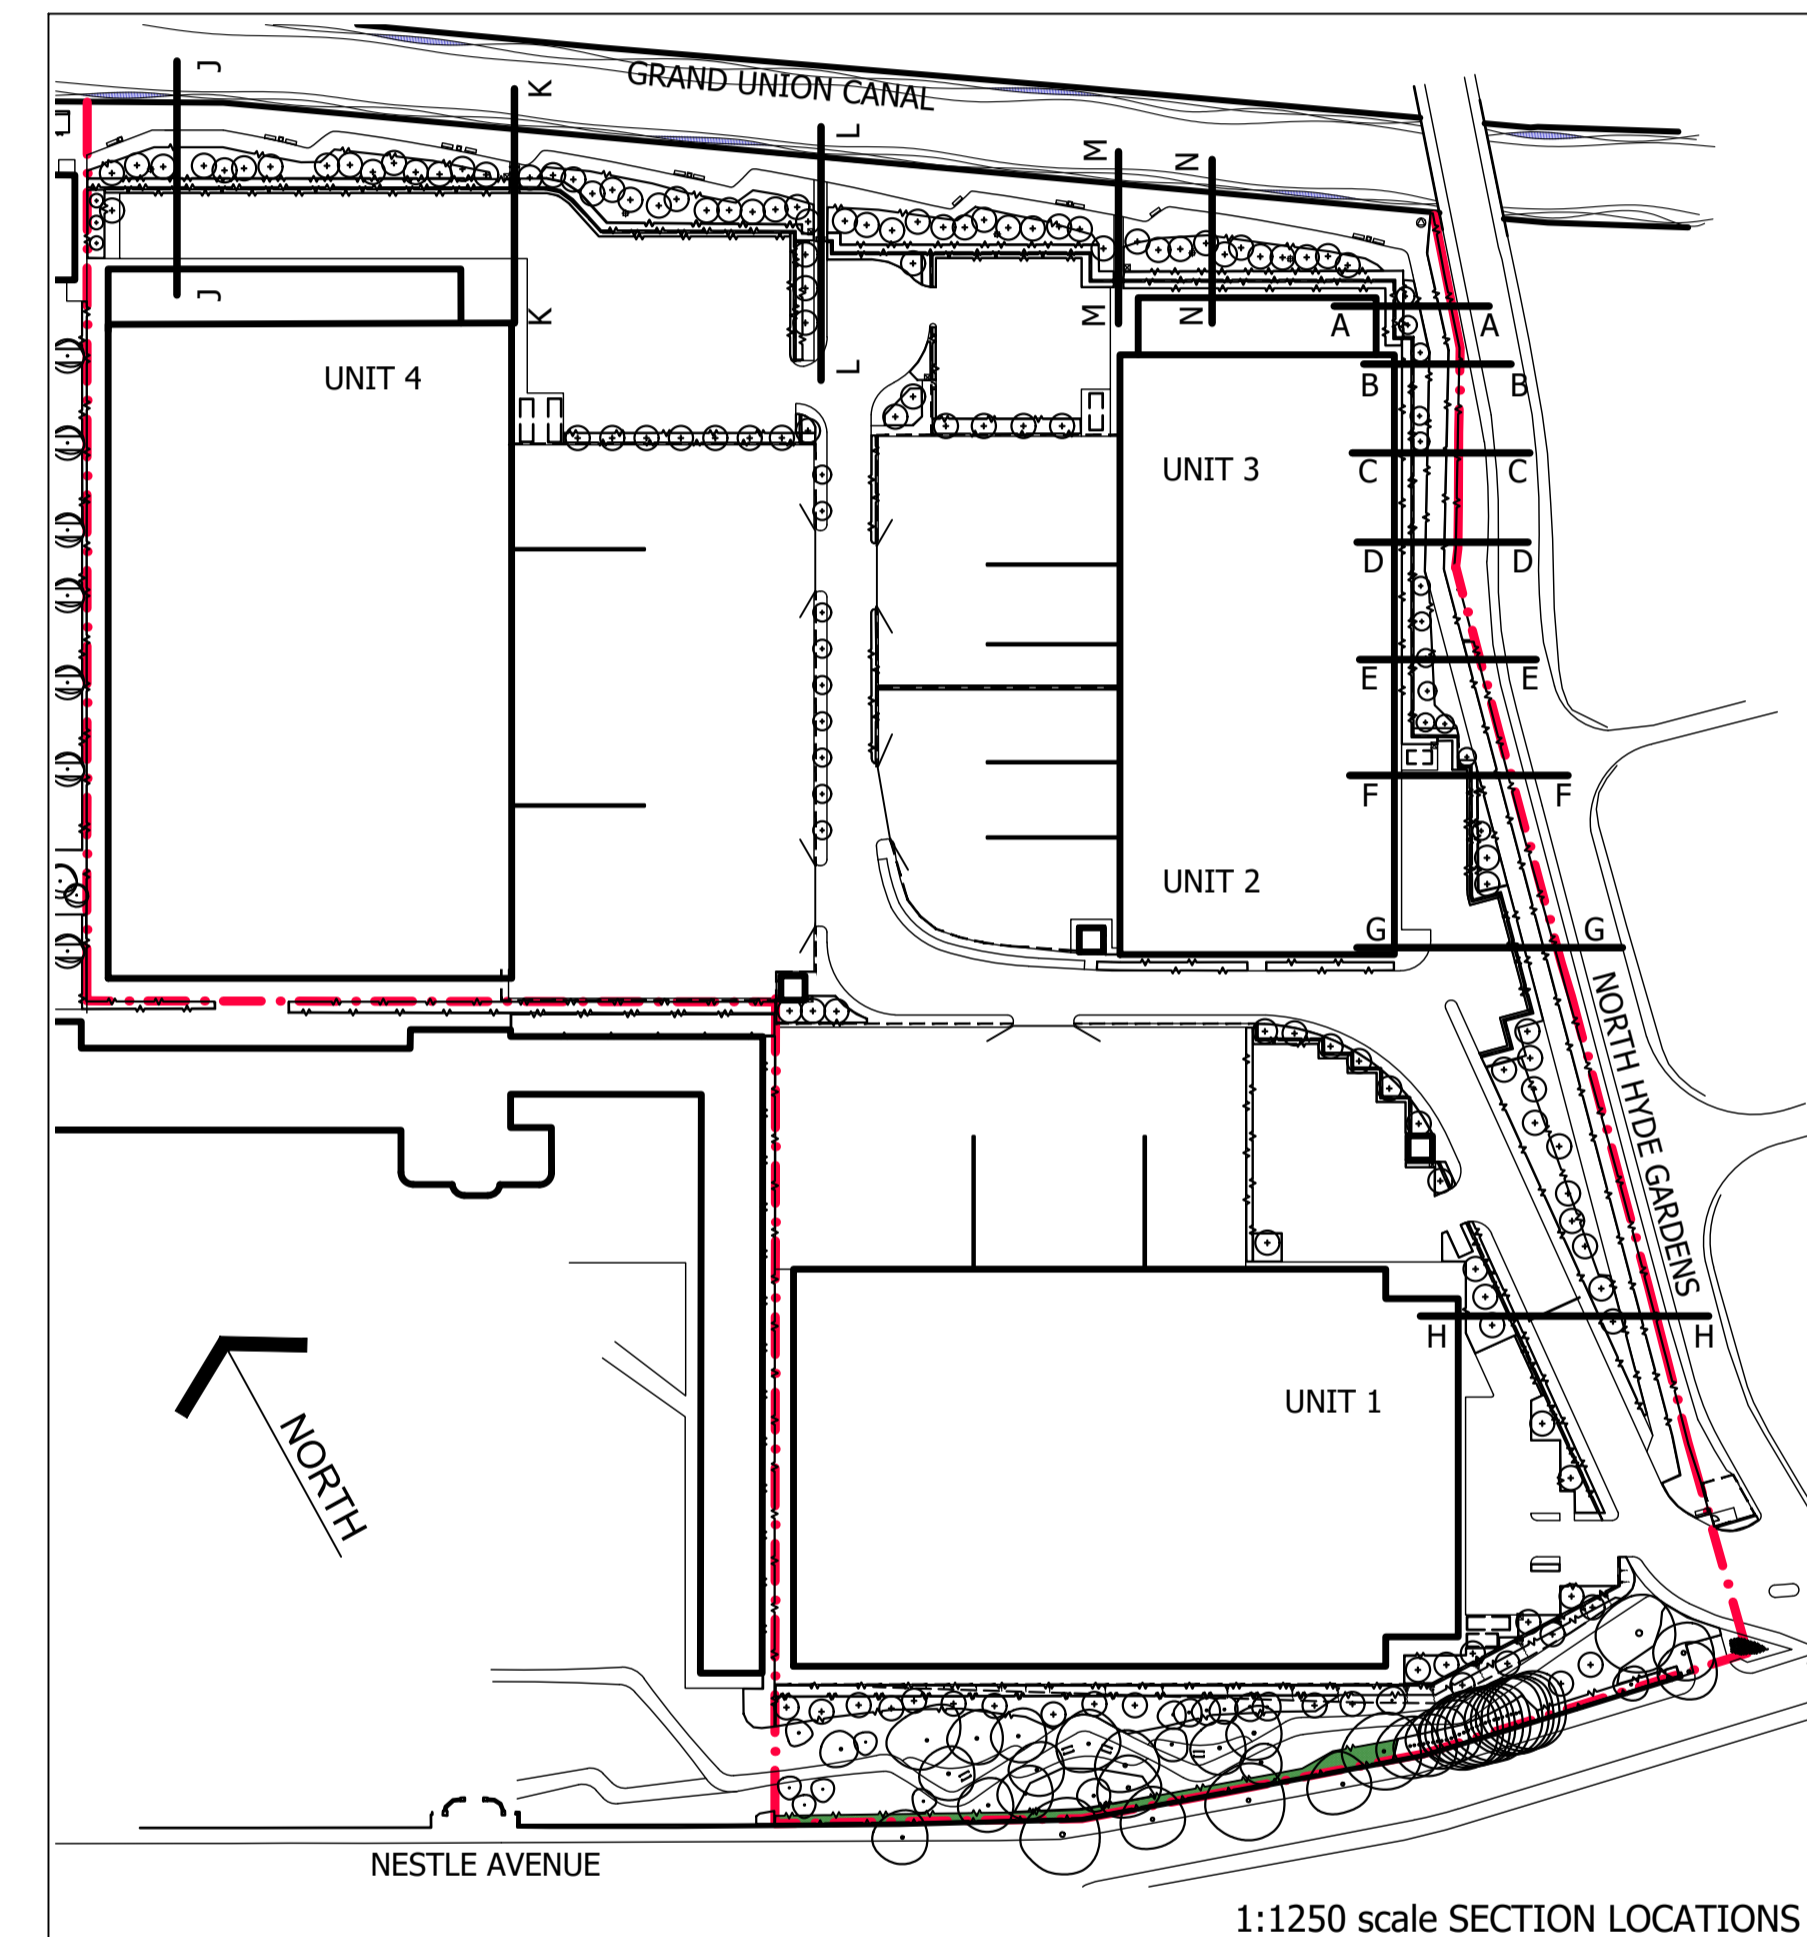 GRAND UNION CANAL
J
K
L
M
N
J
K
L
M
N
A
A
B
B
C
C
D
D
E
E
F
F
G
G
H
H
UNIT 4
UNIT 3
UNIT 2
UNIT 1
NORTH HYDE GARDENS
NORTH
NESTLE AVENUE
1:1250 scale SECTION LOCATIONS